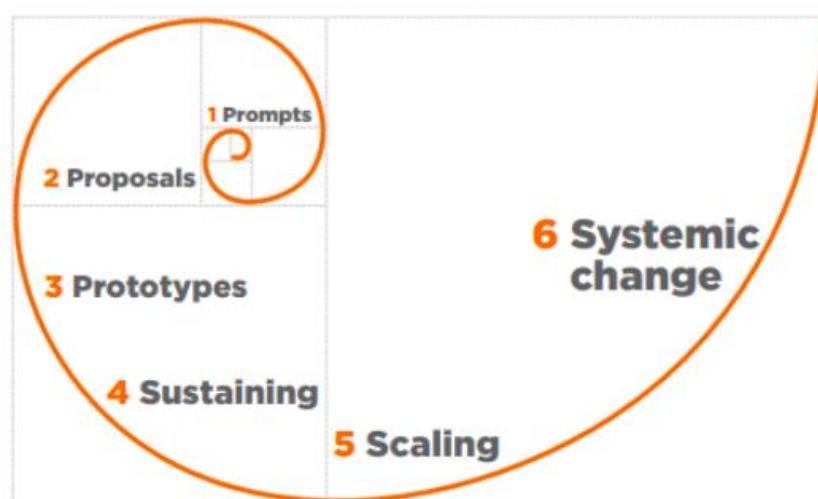 1 Prompts
2 Proposals
3 Prototypes
4 Sustaining
5 Scaling
6 Systemic
change